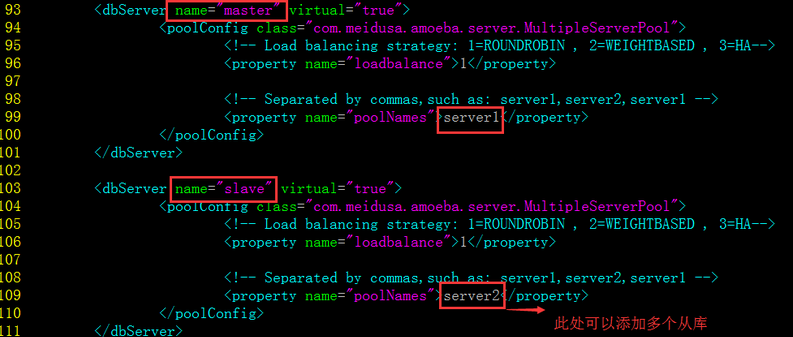 93 <dbServer name="master" virtual="true">
94 <poolConfig class="com.meidusa.amoeba.server.MultipleServerPool">
95 <!-- Load balancing strategy: 1=ROUNDROBIN , 2=WEIGHTBASED , 3=HA-->
96 <property name="loadbalance">1</property>
97
98 <!-- Separated by commas,such as: server1,server2,server1 -->
99 <property name="poolNames">server1</property>
100 </poolConfig>
101 </dbServer>
102
103 <dbServer name="slave" virtual="true">
104 <poolConfig class="com.meidusa.amoeba.server.MultipleServerPool">
105 <!-- Load balancing strategy: 1=ROUNDROBIN , 2=WEIGHTBASED , 3=HA-->
106 <property name="loadbalance">1</property>
107
108 <!-- Separated by commas,such as: server1,server2,server1 -->
109 <property name="poolNames">server2</property>
110 </poolConfig>
此处可以添加多个从库
111 </dbServer>